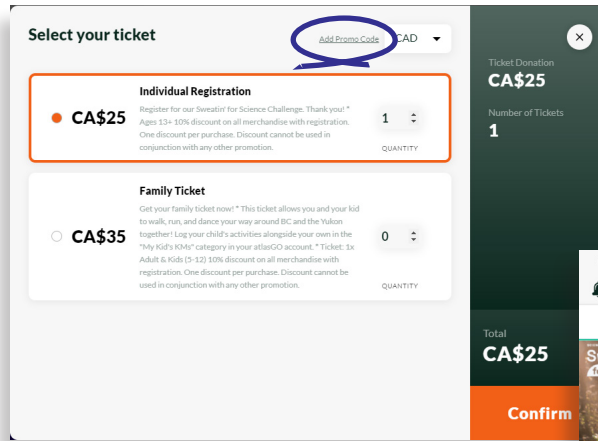 Select your ticket
Add Promo Code
CAD
Individual Registration
CA$25
Register for our Sweatin' for Science Challenge. Thank you! *
Ages 13+ 10% discount on all merchandise with registration.
One discount per purchase. Discount cannot be used in
conjunction with any other promotion.
1
QUANTITY
Family Ticket
CA$35
Get your family ticket now! * This ticket allows you and your kid
to walk, run, and dance your way around BC and the Yukon
together! Log your child's activities alongside your own in the
"My Kid's KMs" category in your atlasGO account. * Ticket: 1x
Adult & Kids (5-12) 10% discount on all merchandise with
registration. One discount per purchase. Discount cannot be
used in conjunction with any other promotion.
0
QUANTITY
Ticket Donation
CA$25
Number of Tickets
1
Total
CA$25
Confirm